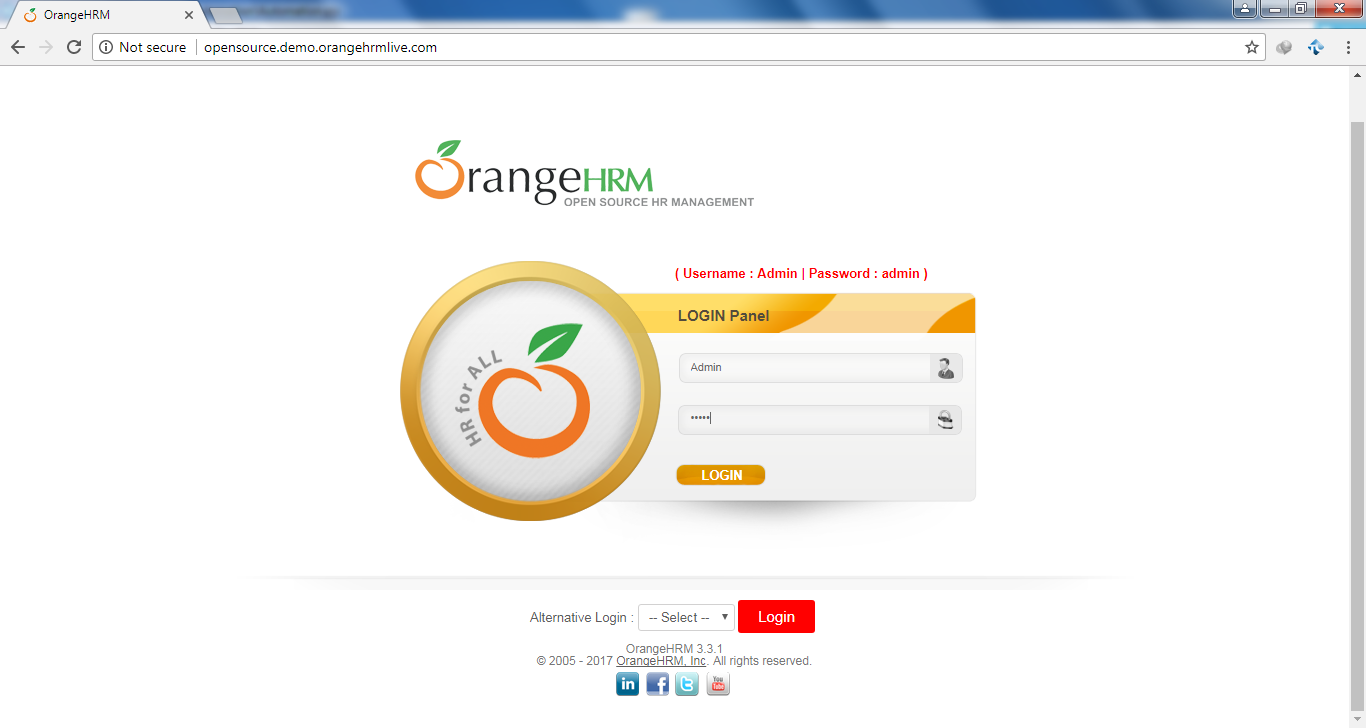 OrangeHRM
Not secure
opensource.demo.orangehrmlive.com
OrangeHRM
OPEN SOURCE HR MANAGEMENT
( Username : Admin | Password : admin )
LOGIN Panel
HR for ALL
Admin
•••••
LOGIN
Alternative Login : -- Select -- Login
OrangeHRM 3.3.1
© 2005 - 2017 OrangeHRM, Inc. All rights reserved.
in f t You Tube